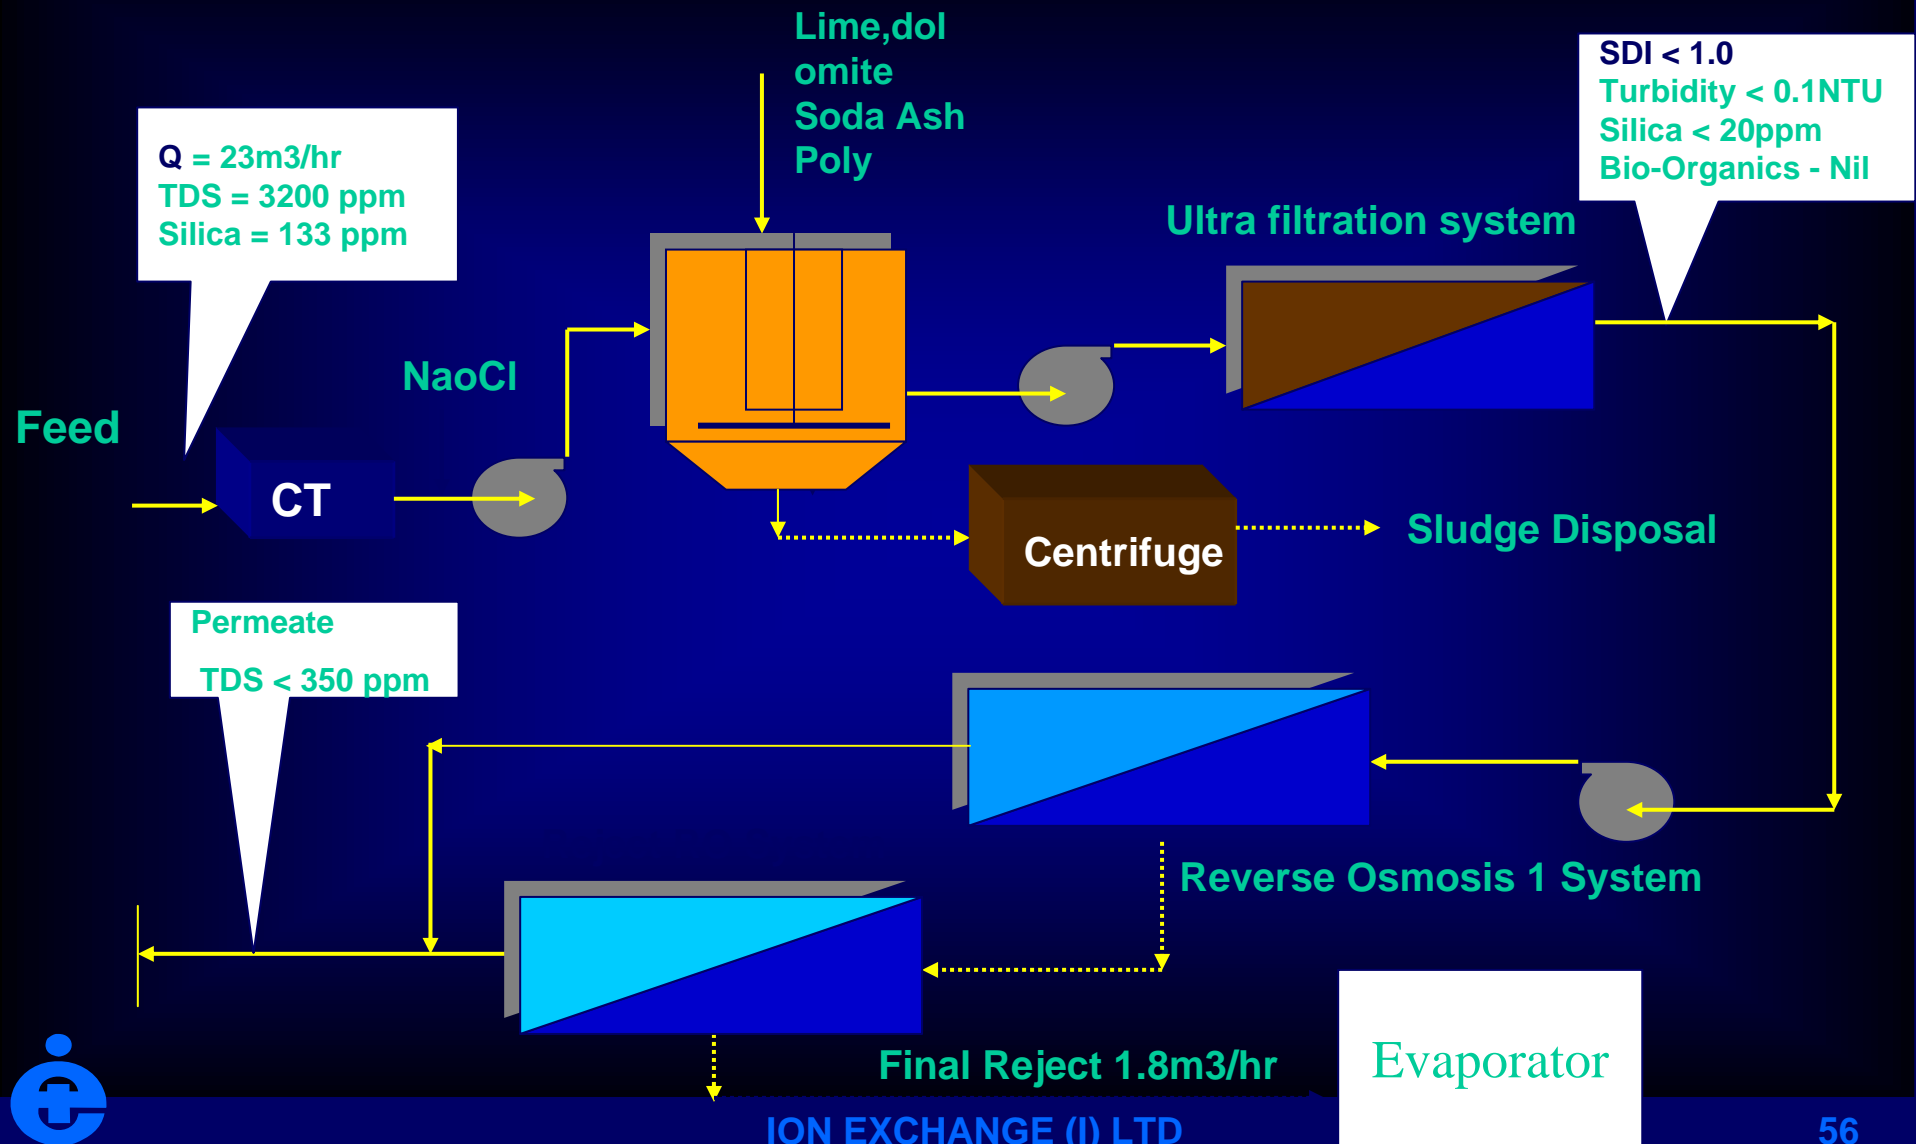 Lime,dol
omite
Soda Ash
Poly
SDI < 1.0
Turbidity < 0.1NTU
Silica < 20ppm
Bio-Organics - Nil
Q = 23m3/hr
TDS = 3200 ppm
Silica = 133 ppm
Ultra filtration system
NaoCl
Feed
CT
Centrifuge
Sludge Disposal
Permeate
TDS < 350 ppm
Reverse Osmosis 1 System
Final Reject 1.8m3/hr
Evaporator
ION EXCHANGE (I) LTD
56